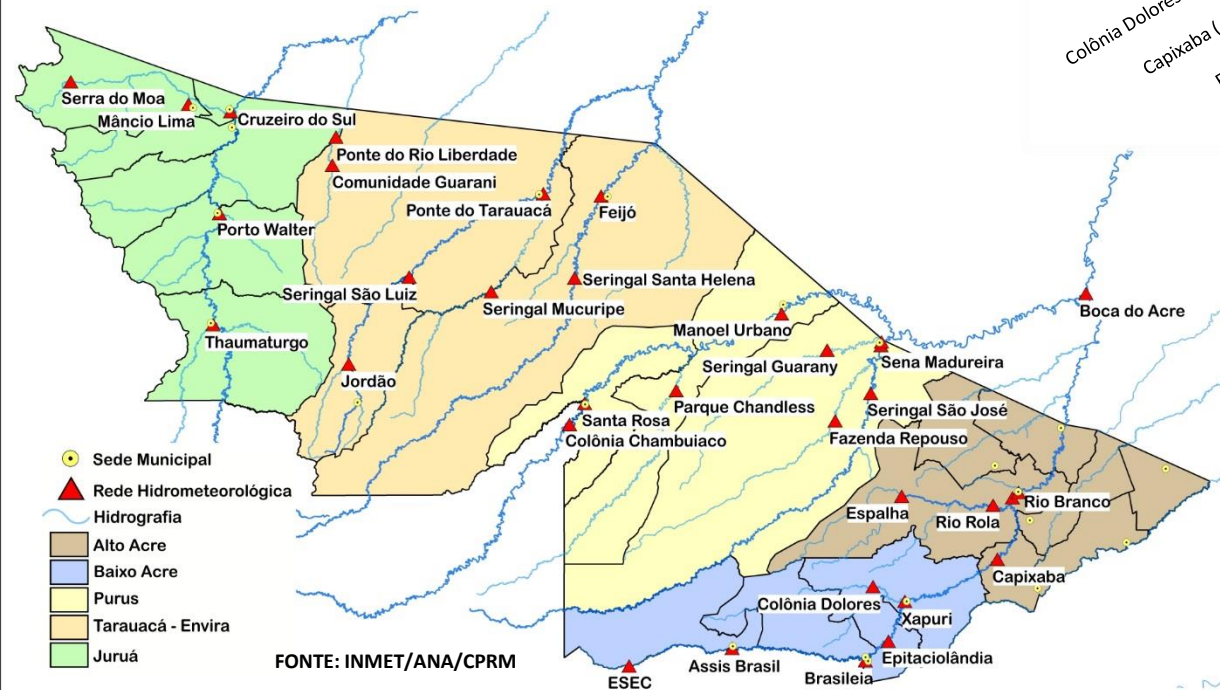 Colônia Dolores
Capixaba (
Serra do Moa
Mâncio Lima
Cruzeiro do Sul
Ponte do Rio Liberdade
Comunidade Guarani
Ponte do Tarauacá
Feijó
Porto Walter
Seringal São Luiz
Seringal Santa Helena
Seringal Mucuripe
Boca do Acre
Thaumaturgo
Manoel Urbano
Seringal Guarany
Sena Madureira
Jordão
Parque Chandless
Seringal São José
Santa Rosa
Colônia Chambuiaco
Fazenda Repouso
Sede Municipal
Rede Hidrometeorológica
Hidrografia
Alto Acre
Baixo Acre
Purus
Tarauacá - Envira
Juruá
Espalha
Rio Rola
Rio Branco
Capixaba
Colônia Dolores
Xapuri
Epitaciolândia
Assis Brasil
Brasileia
ESEC
FONTE: INMET/ANA/CPRM